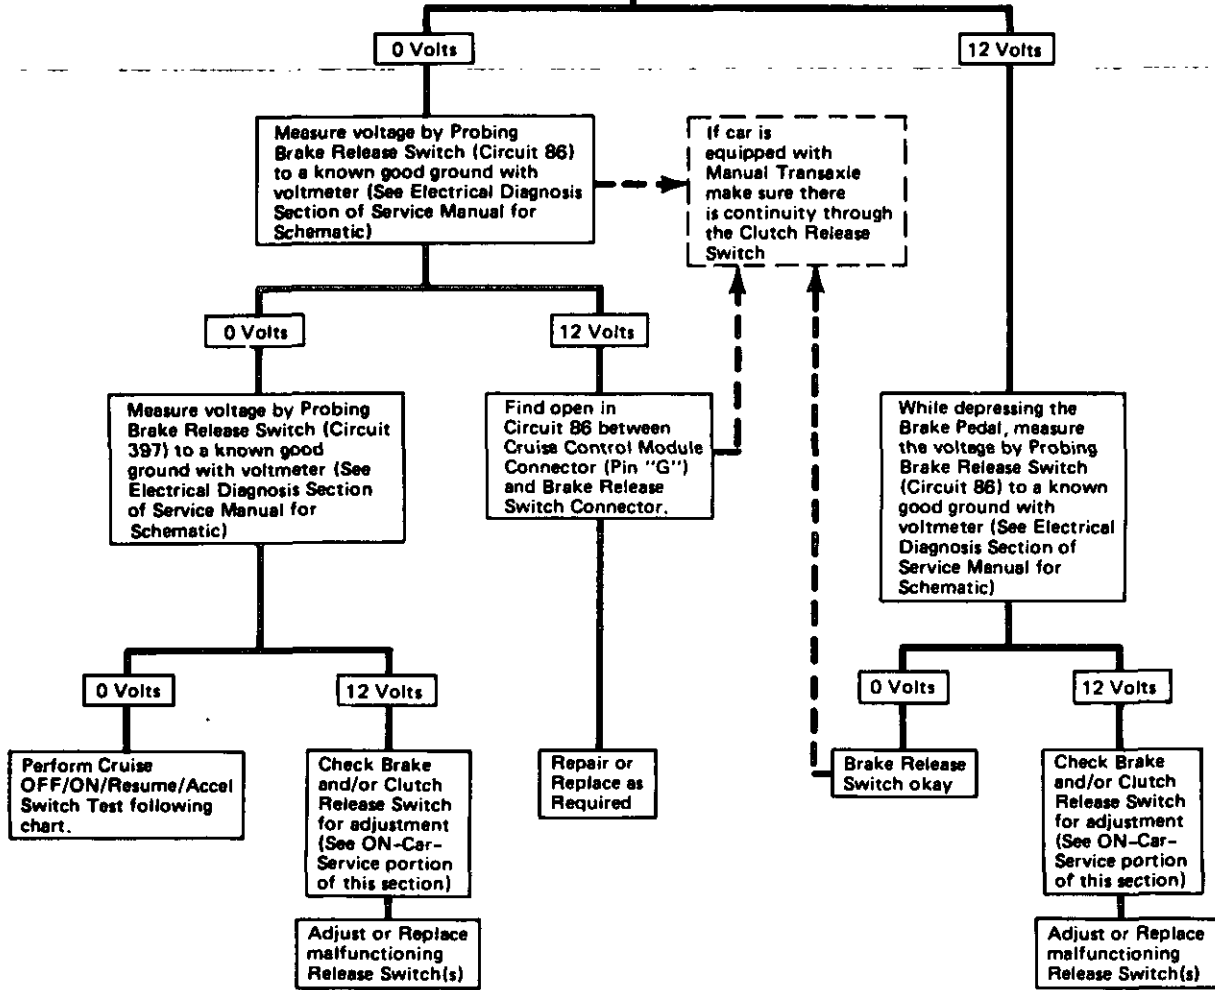 0 Volts
12 Volts
Measure voltage by Probing
Brake Release Switch (Circuit 86)
to a known good ground with
voltmeter (See Electrical Diagnosis
Section of Service Manual for
Schematic)
If car is
equipped with
Manual Transaxle
make sure there
is continuity through
the Clutch Release
Switch
0 Volts
12 Volts
Measure voltage by Probing
Brake Release Switch (Circuit
397) to a known good
ground with voltmeter (See
Electrical Diagnosis Section
of Service Manual for
Schematic)
Find open in
Circuit 86 between
Cruise Control Module
Connector (Pin "G")
and Brake Release
Switch Connector.
While depressing the
Brake Pedal, measure
the voltage by Probing
Brake Release Switch
(Circuit 86) to a known
good ground with
voltmeter (See Electrical
Diagnosis Section of
Service Manual for
Schematic)
0 Volts
12 Volts
0 Volts
12 Volts
Perform Cruise
OFF/ON/Resume/Accel
Switch Test following
chart.
Check Brake
and/or Clutch
Release Switch
for adjustment
(See ON-Car-
Service portion
of this section)
Repair or
Replace as
Required
Brake Release
Switch okay
Check Brake
and/or Clutch
Release Switch
for adjustment
(See ON-Car-
Service portion
of this section)
Adjust or Replace
malfunctioning
Release Switch(s)
Adjust or Replace
malfunctioning
Release Switch(s)